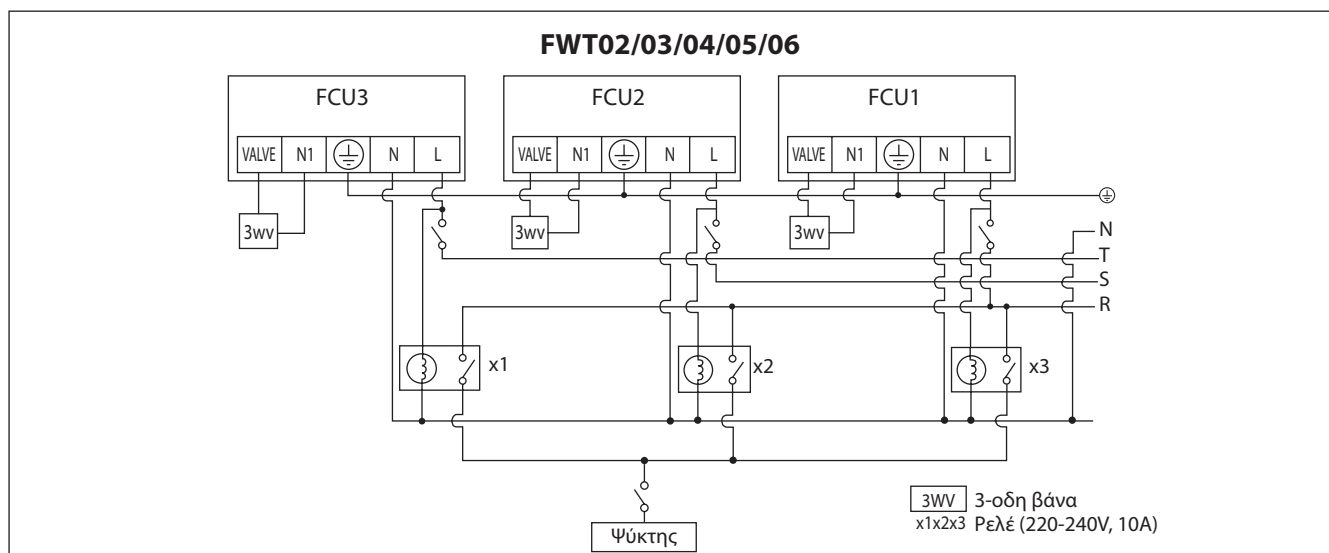 FWT02/03/04/05/06
FCU3 FCU2 FCU1
VALVE N1 N L VALVE N1 N L VALVE N1 N L
3wv 3wv 3wv
N
T
S
R
x1 x2 x3
3WV 3-οδη βάνα
x1x2x3 Ρελέ (220-240V, 10A)
Ψύκτης